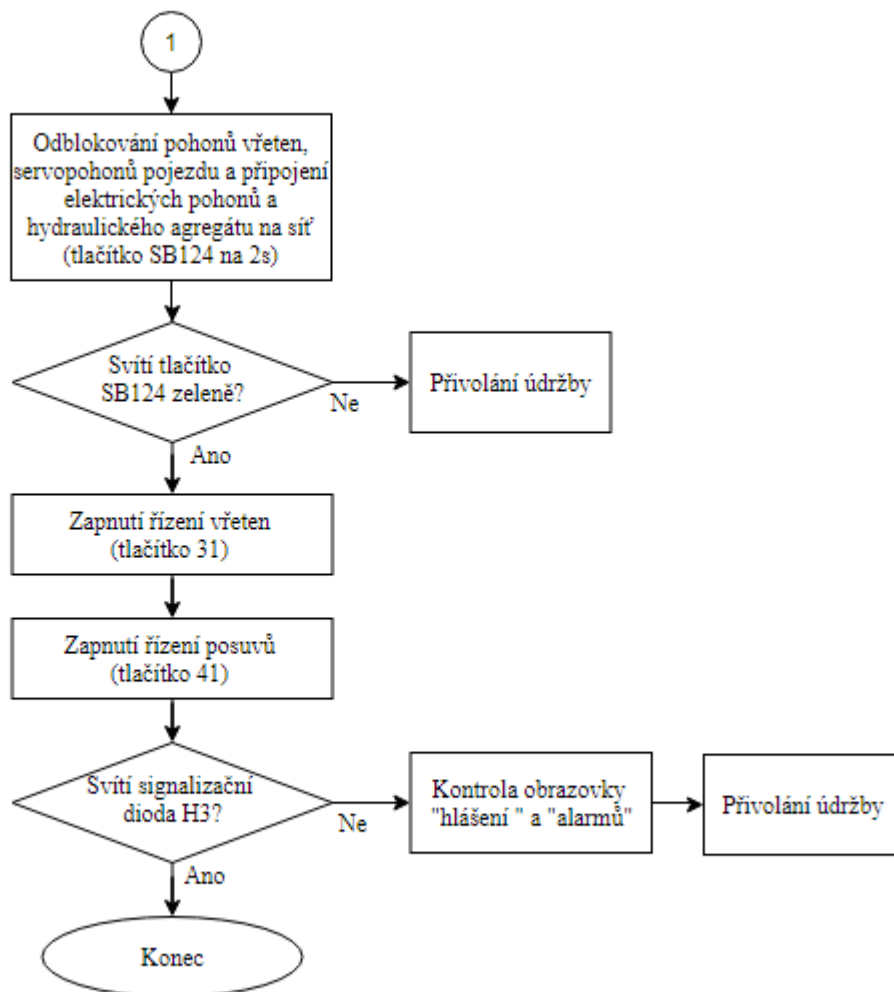 1
Odblokování pohonů vřeten,
servopohonů pojezdu a připojení
elektrických pohonů a
hydraulického agregátu na síť
(tlačítko SB124 na 2s)
Svítí tlačítko
SB124 zeleně?
Ne
Přivolání údržby
Ano
Zapnutí řízení vřeten
(tlačítko 31)
Zapnutí řízení posuvů
(tlačítko 41)
Svítí signalizační
dioda H3?
Ne
Kontrola obrazovky
"hlášení " a "alarmů"
Přivolání údržby
Ano
Konec